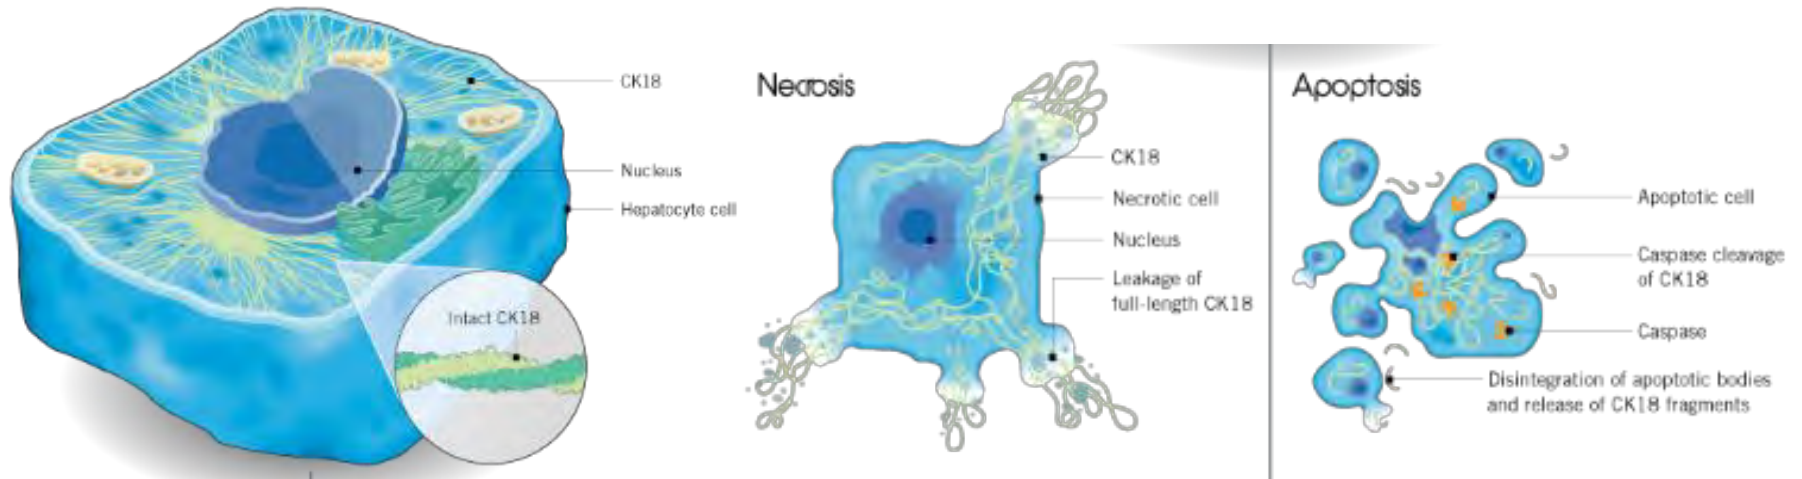 CK18
Nucleus
Hepatocyte cell
Intact CK18
Necrosis
CK18
Necrotic cell
Nucleus
Leakage of
full-length CK18
Apoptosis
Apoptotic cell
Caspase cleavage
of CK18
Caspase
Disintegration of apoptotic bodies
and release of CK18 fragments